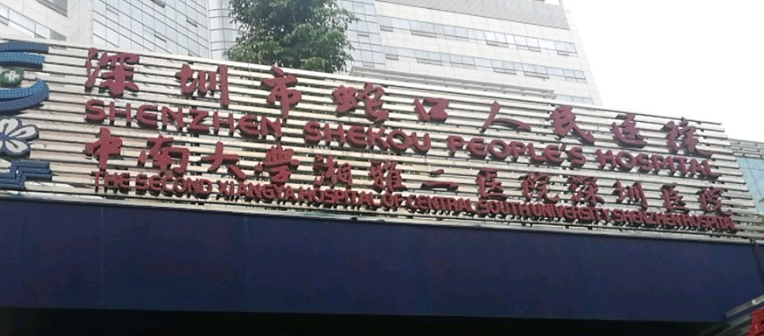 深圳市蛇口人民医院
SHENZHEN SHEKOU PEOPLE'S HOSPITAL
中南大學湘雅二医院深圳医院
THE SECOND XIANGYA HOSPITAL OF CENTRAL SOUTH UNIVERSITY SHENZHEN HOSPITAL